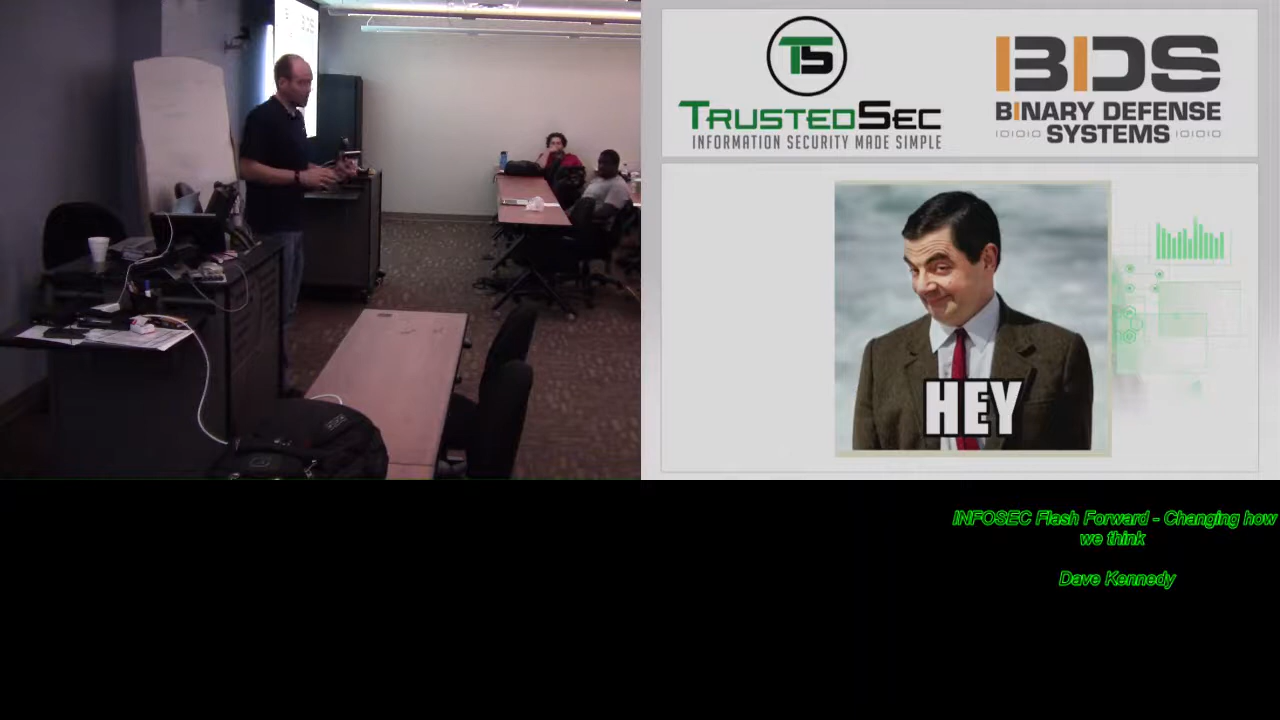 TS
TRUSTEDSEC
INFORMATION SECURITY MADE SIMPLE
BDS
BINARY DEFENSE
SYSTEMS
HEY
INFOSEC Flash Forward - Changing how
we think
Dave Kennedy